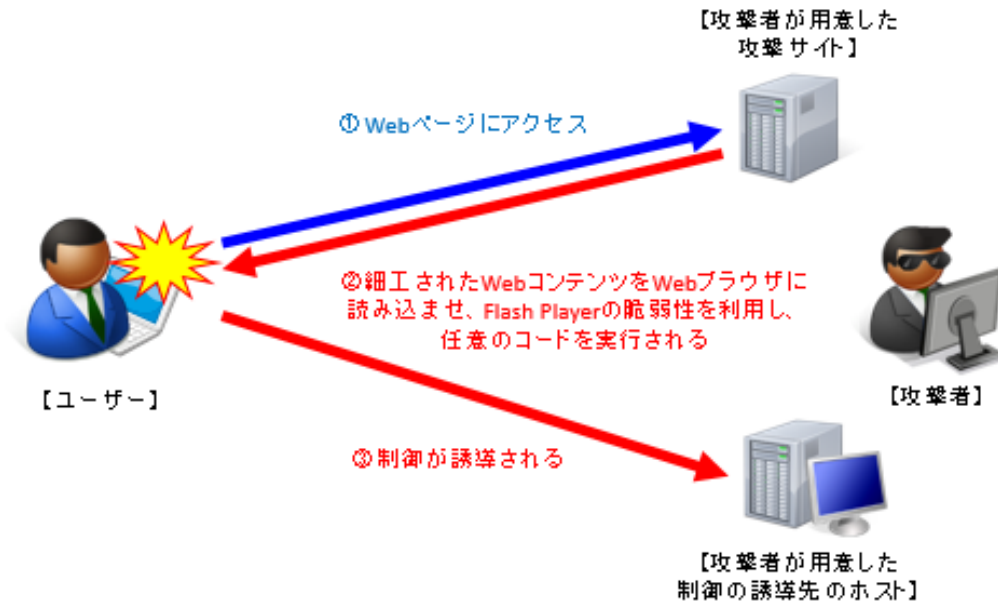 【攻撃者が用意した
攻撃サイト】
①Webページにアクセス
②細工されたWebコンテンツをWebブラウザに
読み込ませ、Flash Playerの脆弱性を利用し、
任意のコードを実行される
【ユーザー】
【攻撃者】
③制御が誘導される
【攻撃者が用意した
制御の誘導先のホスト】